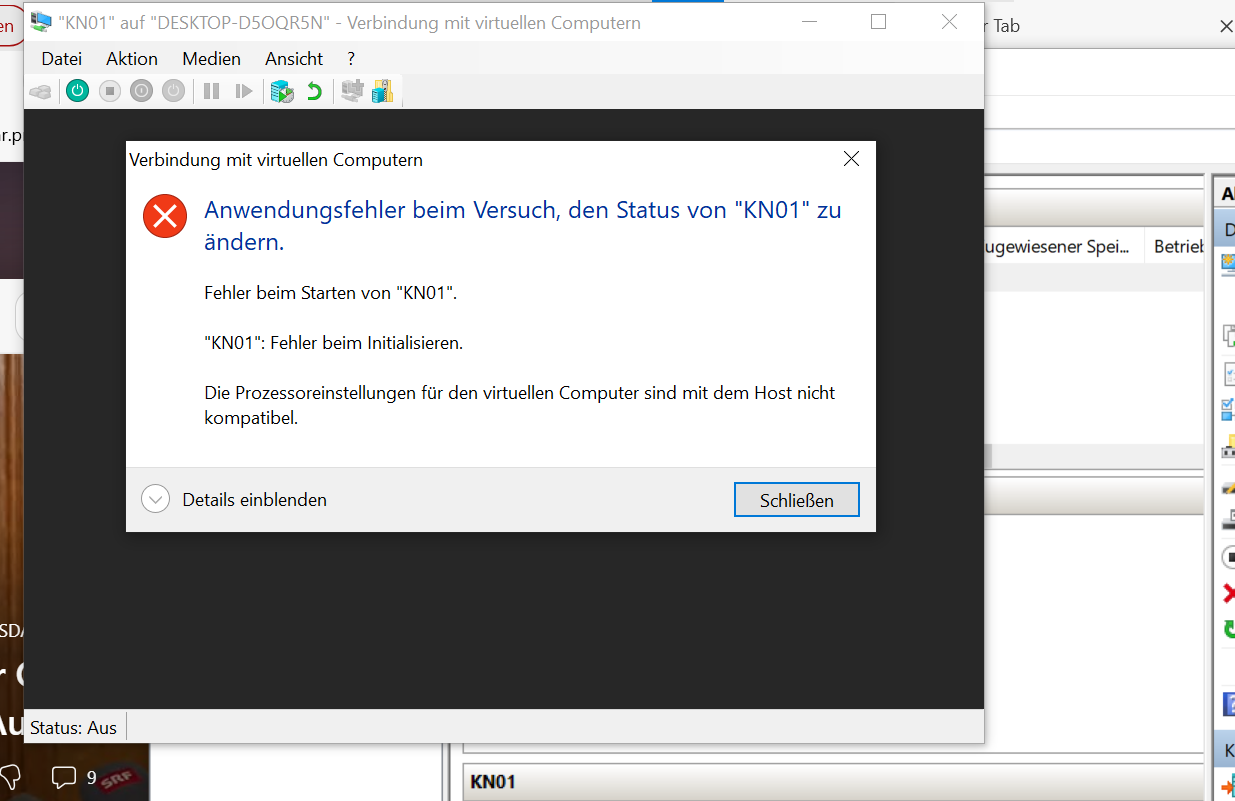 en
"KN01" auf "DESKTOP-D5OQR5N" - Verbindung mit virtuellen Computern
r Tab
Datei Aktion Medien Ansicht ?
r.p
Verbindung mit virtuellen Computern
Anwendungsfehler beim Versuch, den Status von "KN01" zu
ändern.
ugewiesener Spei... Betrieb
Fehler beim Starten von "KN01".
"KN01": Fehler beim Initialisieren.
Die Prozessoreinstellungen für den virtuellen Computer sind mit dem Host nicht
kompatibel.
Details einblenden
Schließen
SDA
Au
Status: Aus
9
SRF
KN01